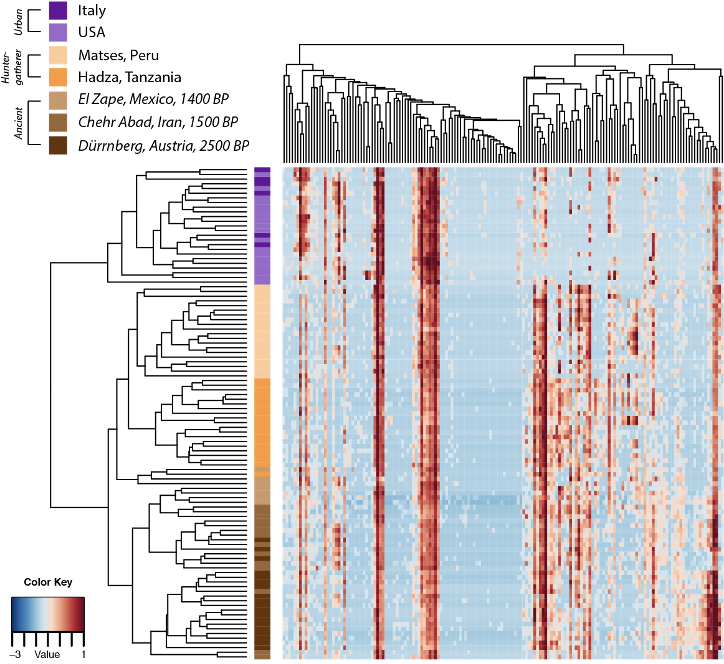 Urban
Italy
USA
Hunter-
gatherer
Matses, Peru
Hadza, Tanzania
Ancient
El Zape, Mexico, 1400 BP
Chehr Abad, Iran, 1500 BP
Dürrnberg, Austria, 2500 BP
Color Key
−3 Value 1